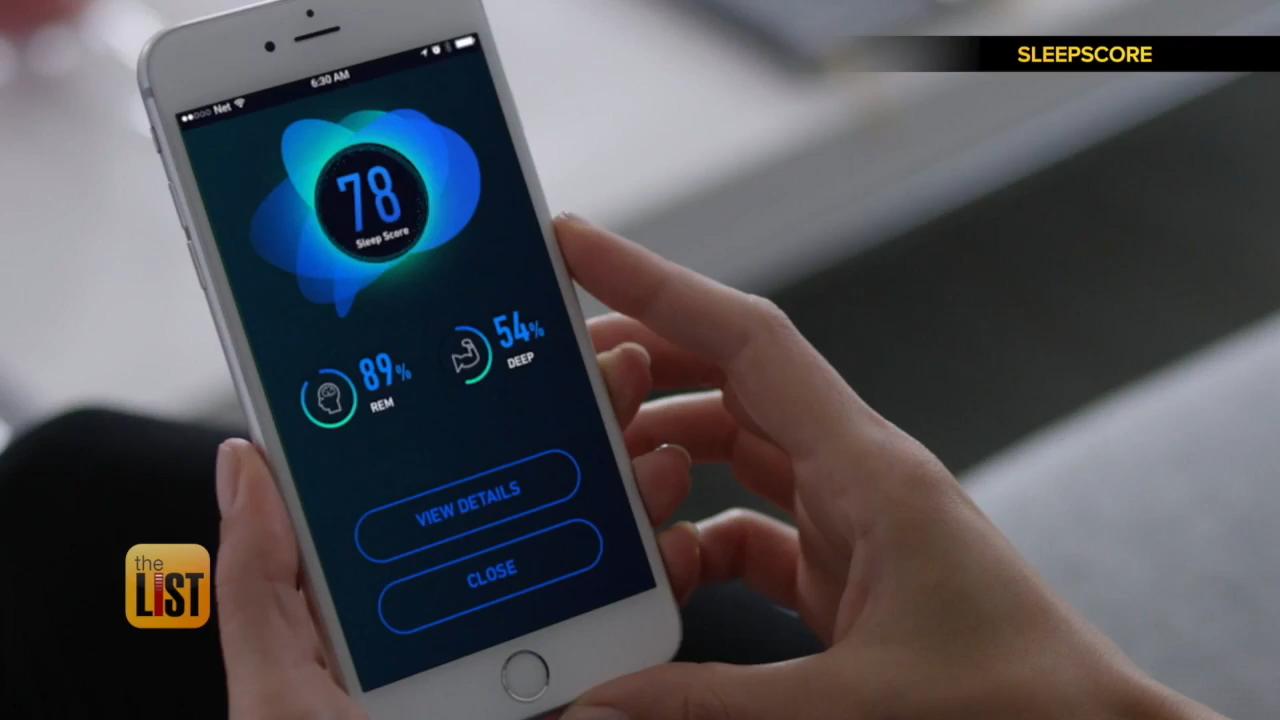 SLEEPSCORE
Net 6:30 AM
78
Sleep Score
89%
REM
54%
DEEP
VIEW DETAILS
CLOSE
the
LIST